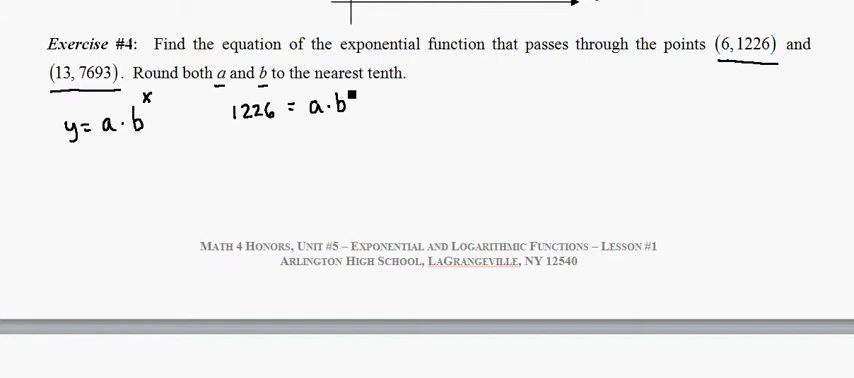 Exercise #4: Find the equation of the exponential function that passes through the points (6,1226) and
(13,7693). Round both a and b to the nearest tenth.
y = a · b^x
1226 = a · b
MATH 4 HONORS, UNIT #5 – EXPONENTIAL AND LOGARITHMIC FUNCTIONS – LESSON #1
ARLINGTON HIGH SCHOOL, LAGRANGEVILLE, NY 12540